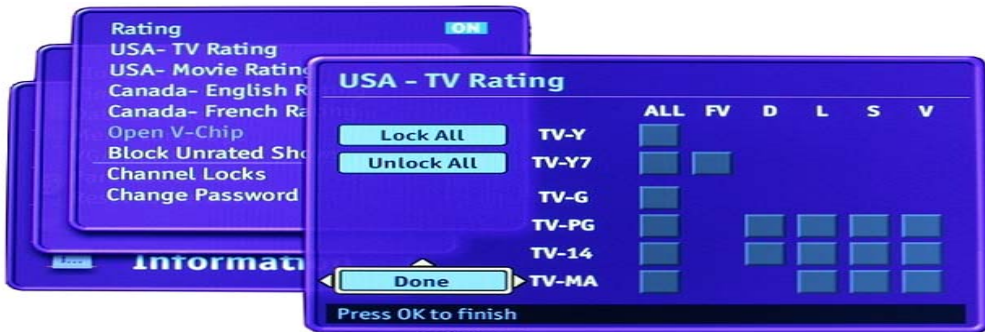 Rating ON
USA- TV Rating
USA- Movie Rating
Canada- English R
Canada- French Ra
Open V-Chip
Block Unrated Sho
Channel Locks
Change Password
Informati
USA - TV Rating
ALL FV D L S V
Lock All TV-Y
Unlock All TV-Y7
TV-G
TV-PG
TV-14
Done TV-MA
Press OK to finish